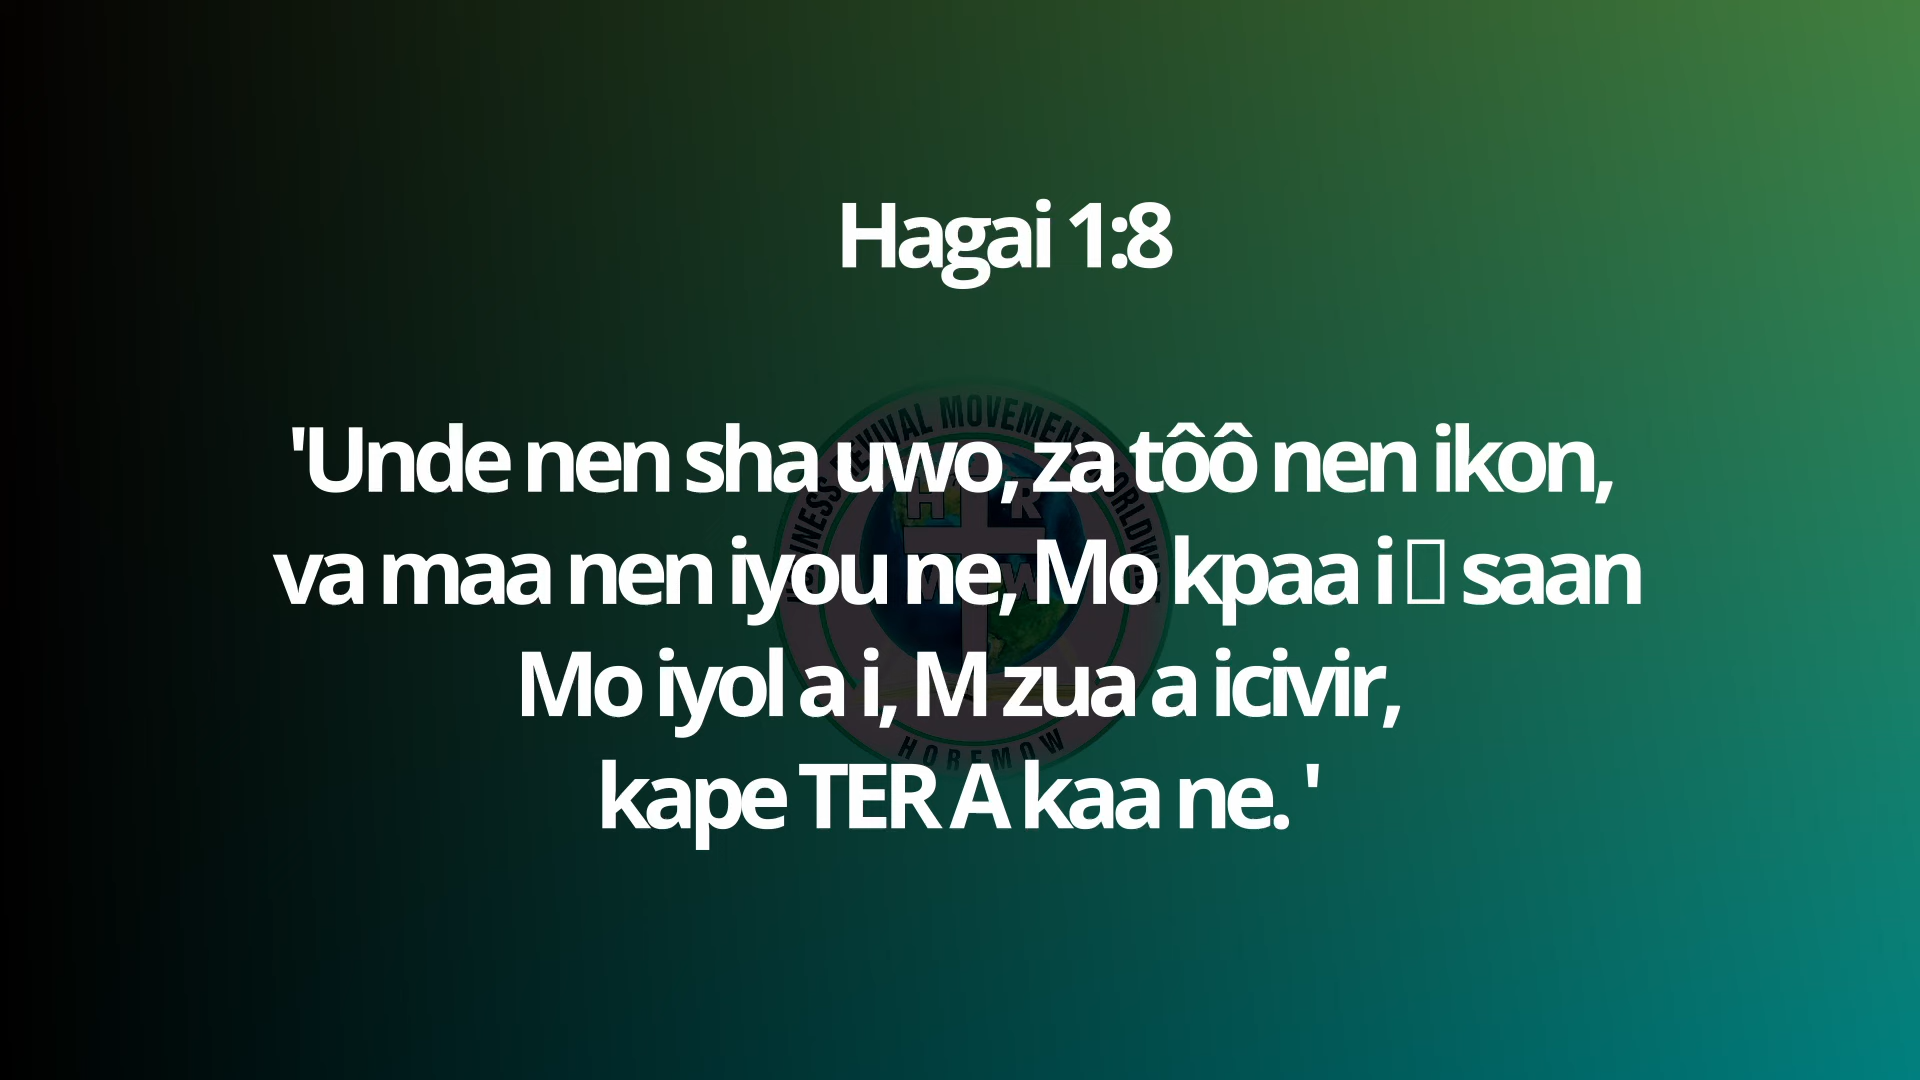 Hagai 1:8
'Unde nen sha uwo, za tôô nen ikon,
va maa nen iyou ne, Mo kpaa i saan
Mo iyol a i, M zua a icivir,
kape TER A kaa ne. '
HOREMOW